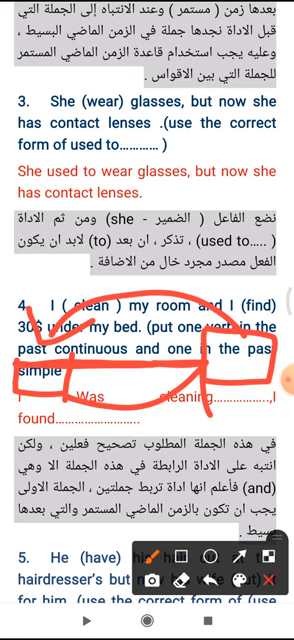 بعدها زمن ( مستمر ) وعند الانتباه إلى الجملة التي
قبل الاداة نجدها جملة في الزمن الماضي البسيط ،
وعليه يجب استخدام قاعدة الزمن الماضي المستمر
للجملة التي بين الاقواس .
3. She (wear) glasses, but now she
has contact lenses .(use the correct
form of used to............ )
She used to wear glasses, but now she
has contact lenses.
نضع الفاعل ( الضمير - she) ومن ثم الاداة
(used to..... ) ، تذكر ، ان بعد (to) لابد ان يكون
الفعل مصدر مجرد خال من الاضافة .
4. I ( clean ) my room and I (find)
30$ under my bed. (put one verb in the
past continuous and one in the pas
simple
I Was cleaning...............,I
found.........................
في هذه الجملة المطلوب تصحيح فعلين ، ولكن
انتبه على الاداة الرابطة في هذه الجملة الا وهي
(and) فأعلم انها اداة تربط جملتين ، الجملة الاولى
يجب ان تكون بالزمن الماضي المستمر والتي بعدها
بسيط .
5. He (have) his
hairdresser's but
for him. (use the correct form of (use